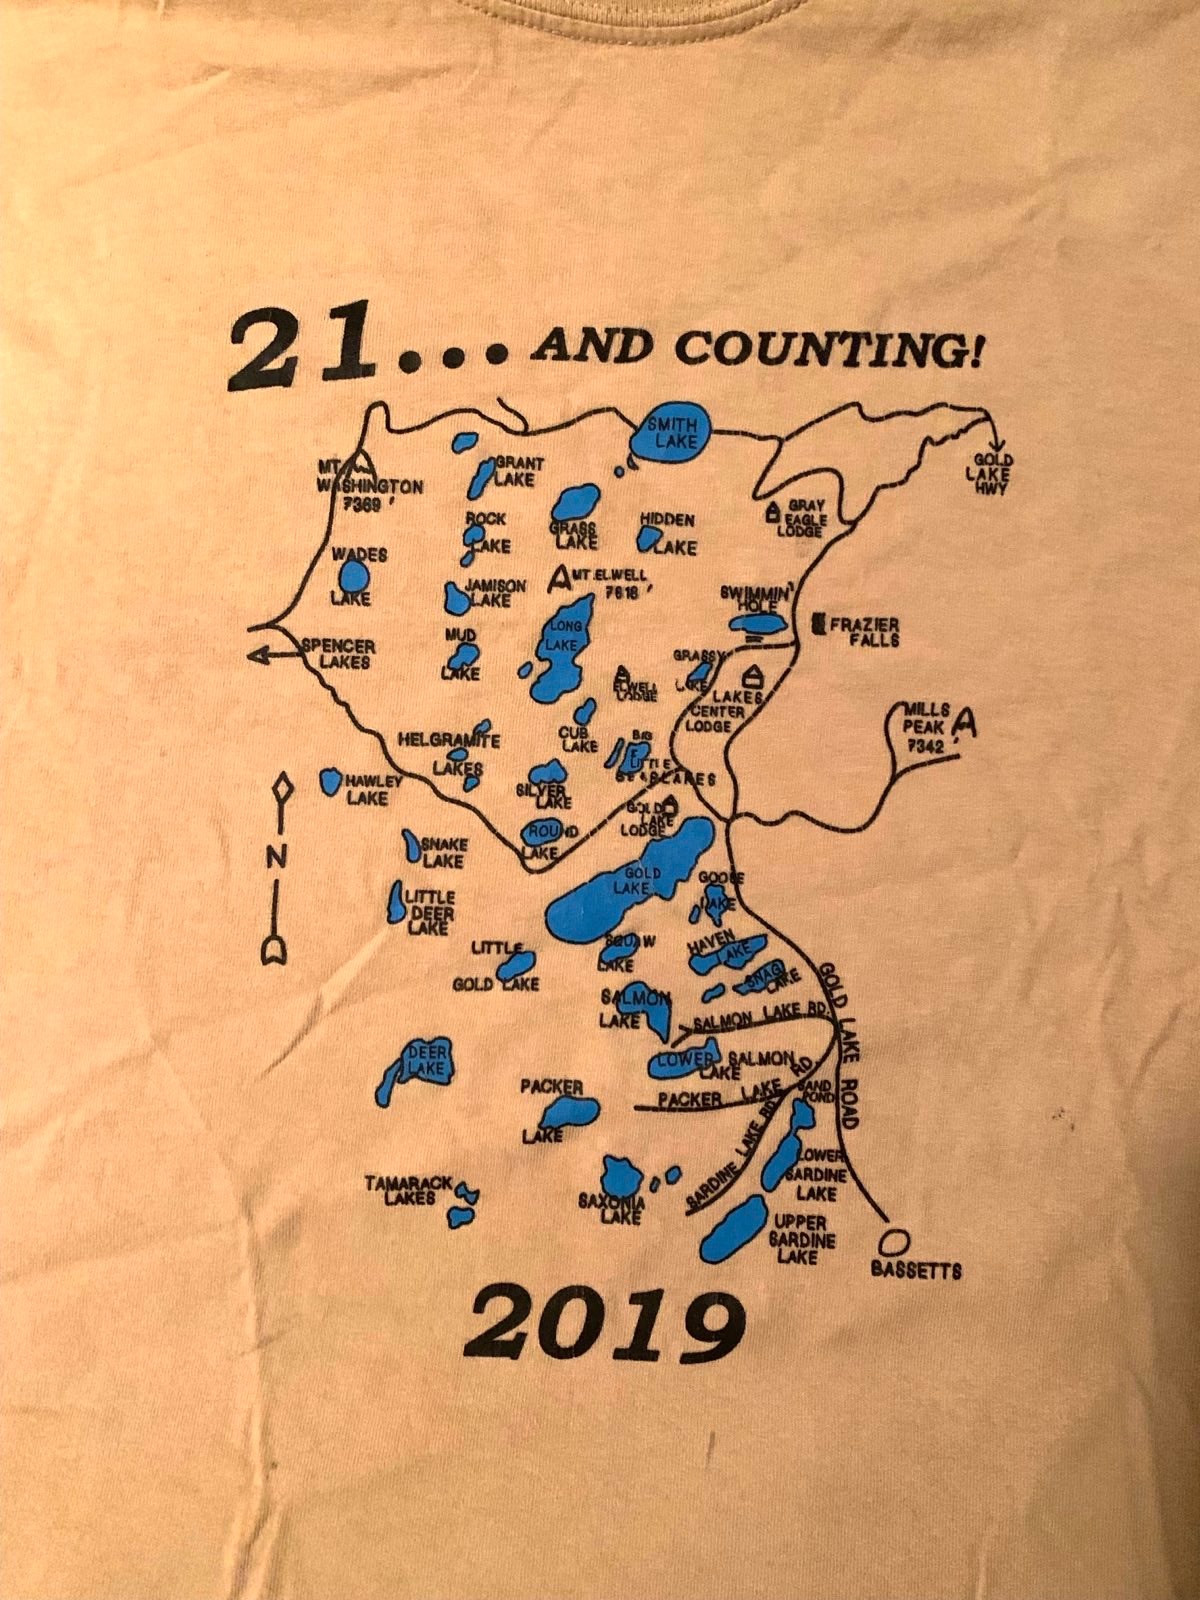 21... AND COUNTING!
SMITH
LAKE
GRANT
LAKE
MT.
WASHINGTON
7369 '
GOLD
LAKE
HWY
GRASS
LAKE
ROCK
LAKE
HIDDEN
LAKE
GRAY
EAGLE
LODGE
WADES
LAKE
JAMISON
LAKE
MT. ELWELL
7818 '
SWIMMIN'
HOLE
FRAZIER
FALLS
LONG
LAKE
MUD
LAKE
SPENCER
LAKES
GRASSY
LAKE
ELWELL
LODGE
LAKES
CENTER
LODGE
MILLS
PEAK
7342 '
HELGRAMITE
LAKES
CUB
LAKE
BIG
LITTLE
BEAR LAKES
HAWLEY
LAKE
SILVER
LAKE
GOLD
LAKE
LODGE
N
ROUND
LAKE
SNAKE
LAKE
GOLD
LAKE
GOOSE
LAKE
LITTLE
DEER
LAKE
LITTLE
GOLD LAKE
SQUAW
LAKE
HAVEN
LAKE
SNAG
LAKE
SALMON
LAKE
SALMON LAKE RD.
GOLD LAKE ROAD
DEER
LAKE
LOWER SALMON
LAKE
PACKER LAKE RD
PACKER
LAKE
SAND
POND
SARDINE LAKE RD
LOWER
SARDINE
LAKE
TAMARACK
LAKES
SAXONIA
LAKE
UPPER
SARDINE
LAKE
BASSETTS
2019